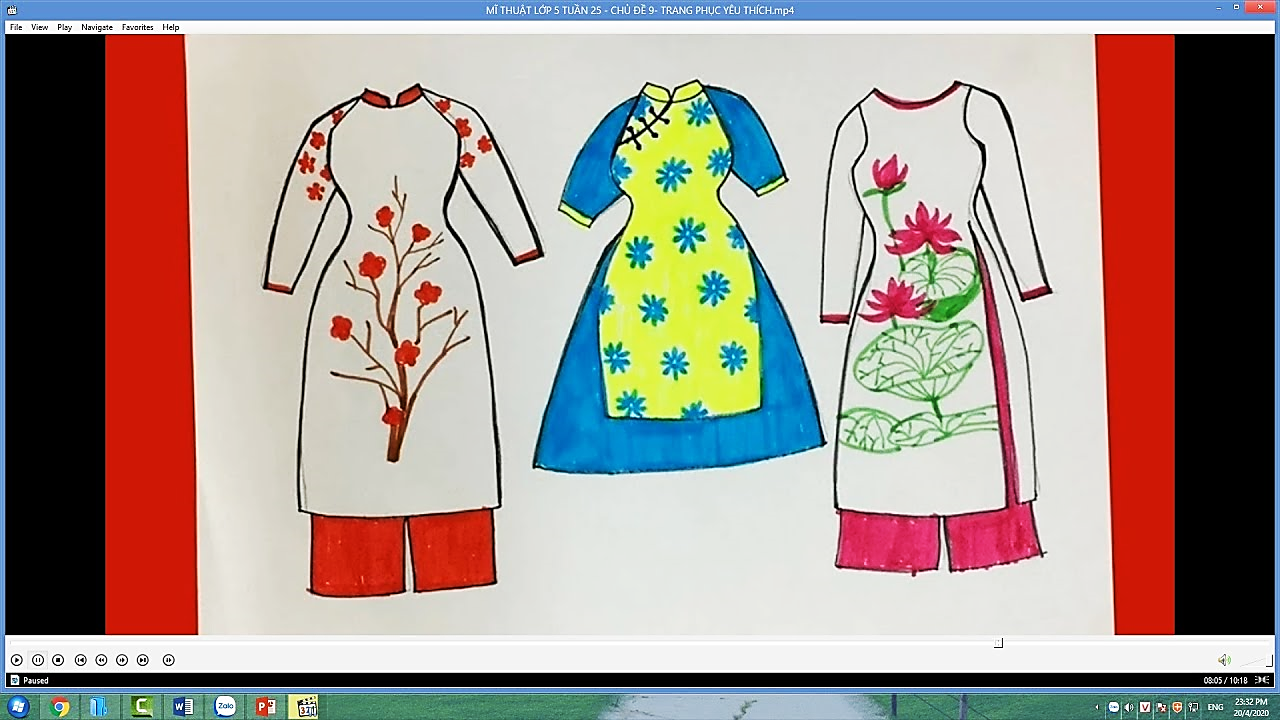 MĨ THUẬT LỚP 5 TUẦN 25 - CHỦ ĐỀ 9- TRANG PHỤC YÊU THÍCH.mp4
File View Play Navigate Favorites Help
Paused
08:05 / 10:18
Zalo
ENG
23:32 PM
20/4/2020